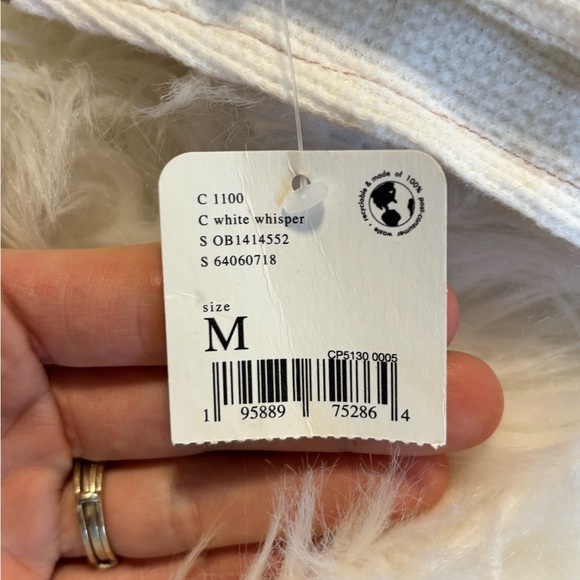 C 1100
C white whisper
S OB1414552
S 64060718
recyclable & made of 100% post-consumer waste •
size
M
CP5130 0005
1 95889 75286 4